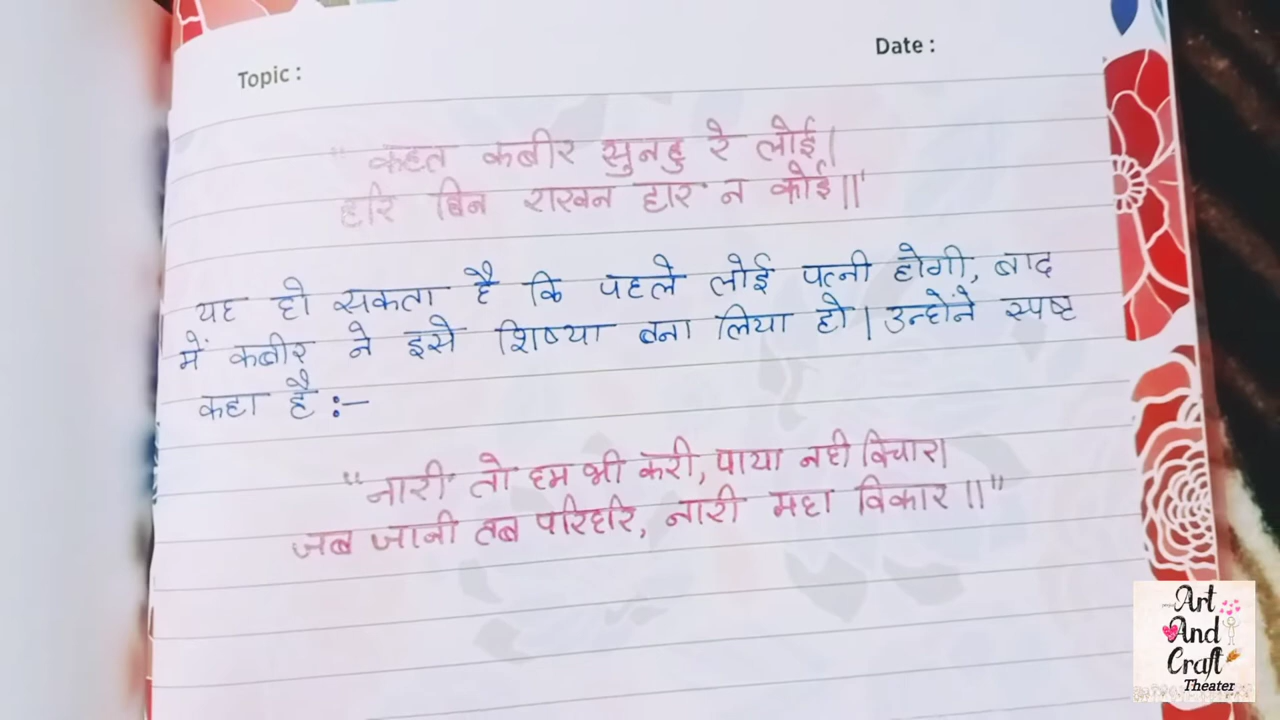 Topic :
Date :
"कहत कबीर सुनहु रे लोई।
हरि बिन राखन हार न कोई॥"
यह हो सकता है कि पहले लोई पत्नी होगी, बाद
में कबीर ने इसे शिष्या बना लिया हो। उन्होंने स्पष्ट
कहा है :—
"नारी तो हम भी करी, पाया नही विचार।
जब जानी तब परिहरि, नारी महा विकार॥"
Art
And
Craft
Theater